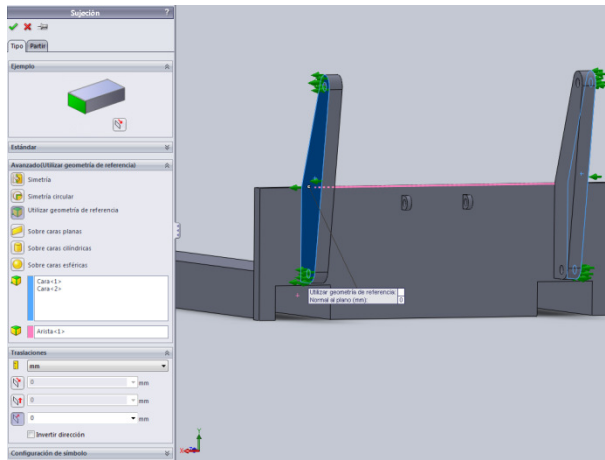 Sujeción ?
Tipo Partir
Ejemplo
Estándar
Avanzado(Utilizar geometría de referencia)
Simetría
Simetría circular
Utilizar geometría de referencia
Sobre caras planas
Sobre caras cilíndricas
Sobre caras esféricas
Cara<1>
Cara<2>
Arista<1>
Traslaciones
mm
0 mm
0 mm
0 mm
Invertir dirección
Configuración de símbolo
Utilizar geometría de referencia:
Normal al plano (mm): 0
Y
X